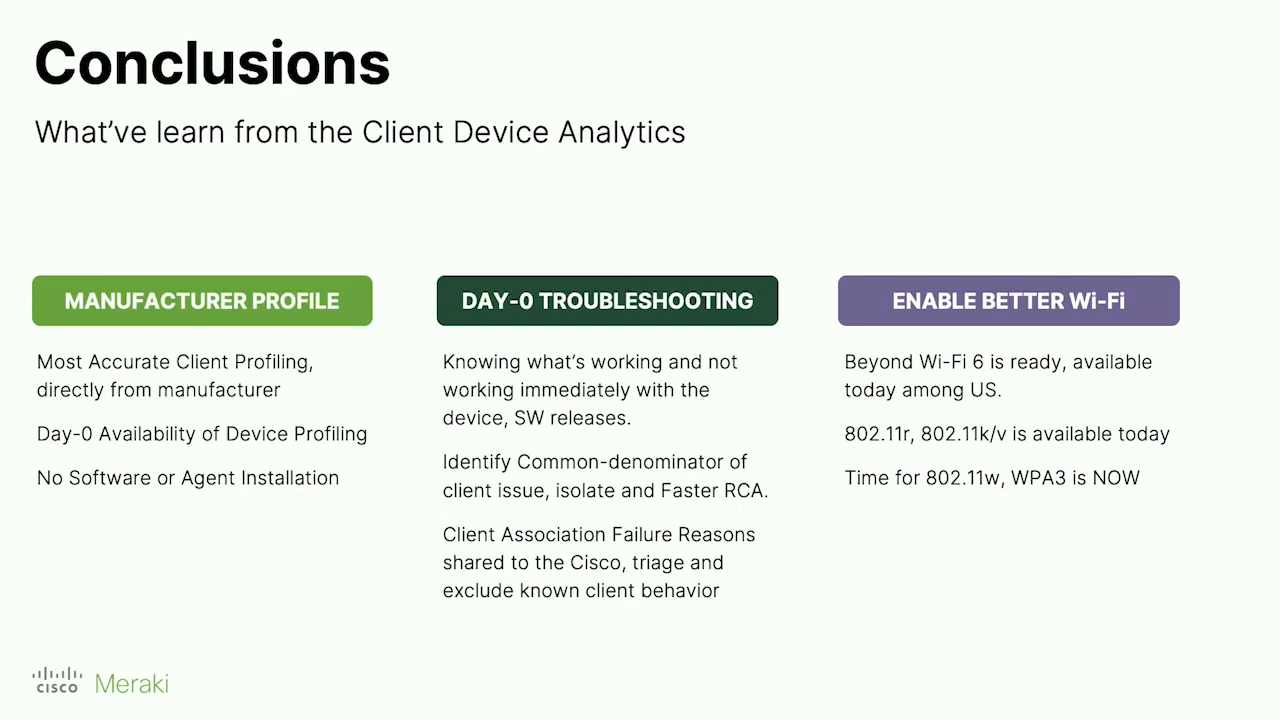 Conclusions
What’ve learn from the Client Device Analytics
MANUFACTURER PROFILE
Most Accurate Client Profiling,
directly from manufacturer
Day-0 Availability of Device Profiling
No Software or Agent Installation
DAY-0 TROUBLESHOOTING
Knowing what’s working and not
working immediately with the
device, SW releases.
Identify Common-denominator of
client issue, isolate and Faster RCA.
Client Association Failure Reasons
shared to the Cisco, triage and
exclude known client behavior
ENABLE BETTER Wi-Fi
Beyond Wi-Fi 6 is ready, available
today among US.
802.11r, 802.11k/v is available today
Time for 802.11w, WPA3 is NOW
CISCO Meraki